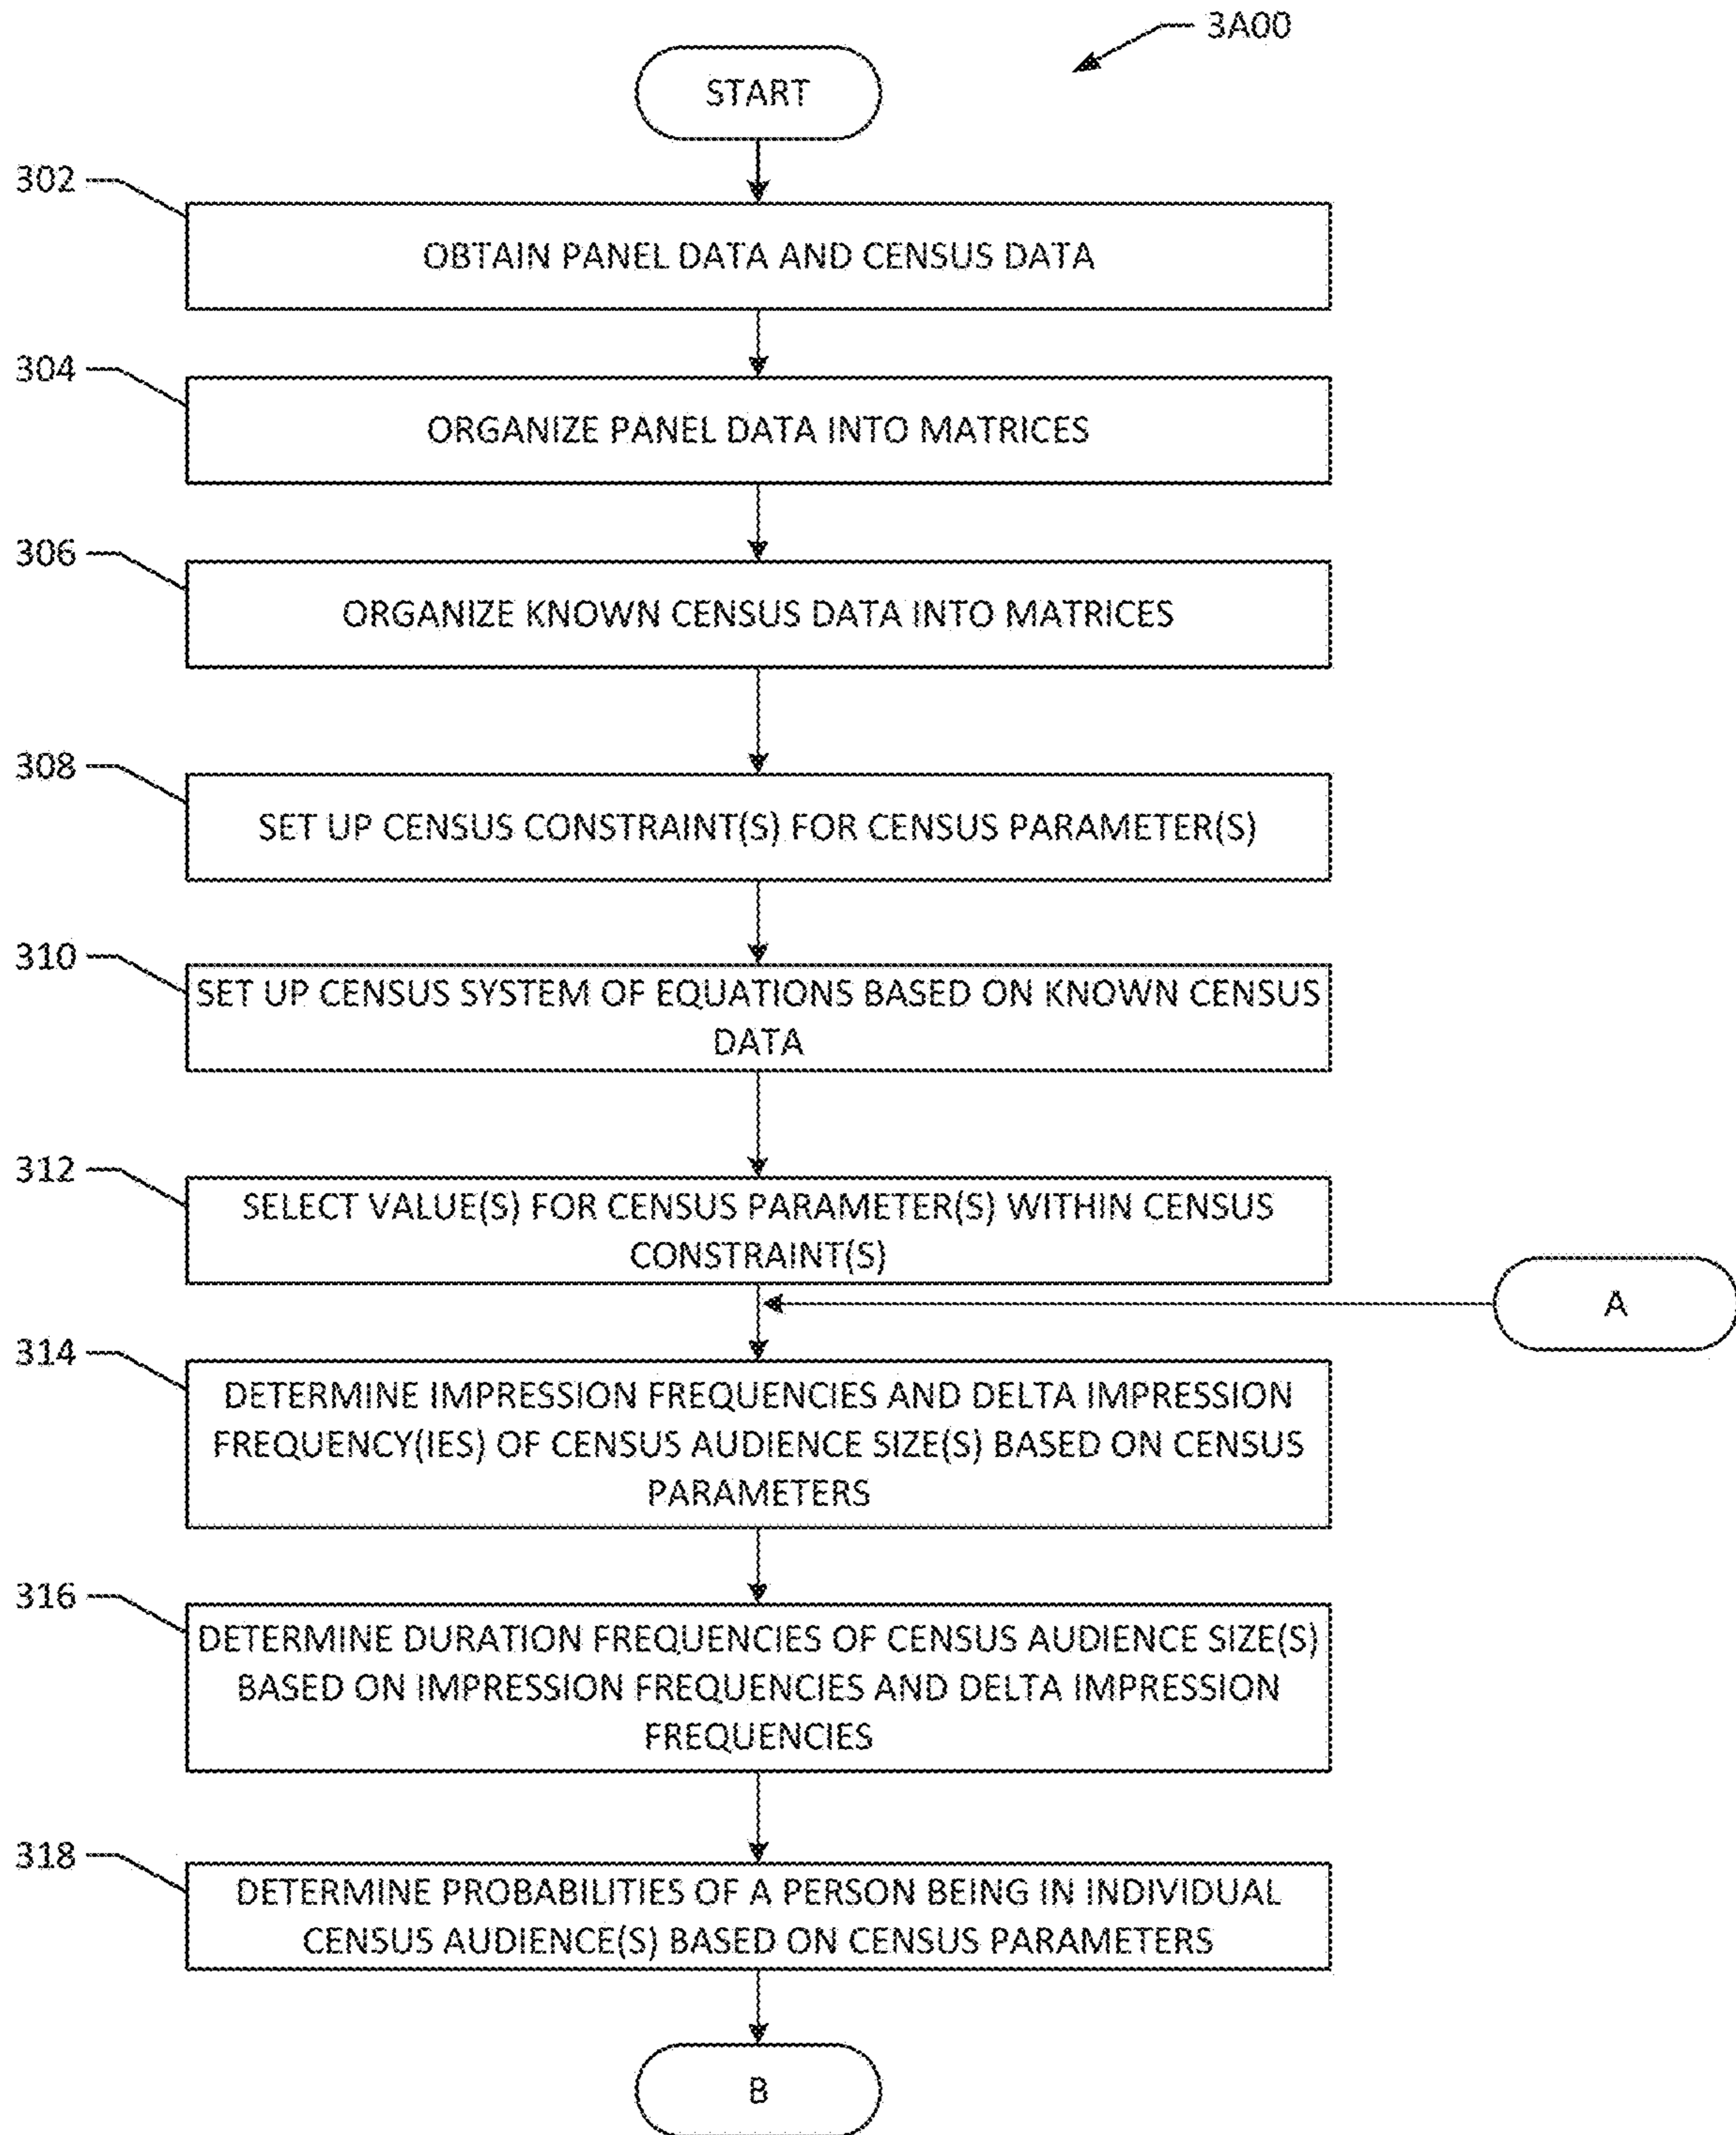 3A00
START
302
OBTAIN PANEL DATA AND CENSUS DATA
304
ORGANIZE PANEL DATA INTO MATRICES
306
ORGANIZE KNOWN CENSUS DATA INTO MATRICES
308
SET UP CENSUS CONSTRAINT(S) FOR CENSUS PARAMETER(S)
310
SET UP CENSUS SYSTEM OF EQUATIONS BASED ON KNOWN CENSUS
DATA
312
SELECT VALUE(S) FOR CENSUS PARAMETER(S) WITHIN CENSUS
CONSTRAINT(S)
A
314
DETERMINE IMPRESSION FREQUENCIES AND DELTA IMPRESSION
FREQUENCY(IES) OF CENSUS AUDIENCE SIZE(S) BASED ON CENSUS
PARAMETERS
316
DETERMINE DURATION FREQUENCIES OF CENSUS AUDIENCE SIZE(S)
BASED ON IMPRESSION FREQUENCIES AND DELTA IMPRESSION
FREQUENCIES
318
DETERMINE PROBABILITIES OF A PERSON BEING IN INDIVIDUAL
CENSUS AUDIENCE(S) BASED ON CENSUS PARAMETERS
B